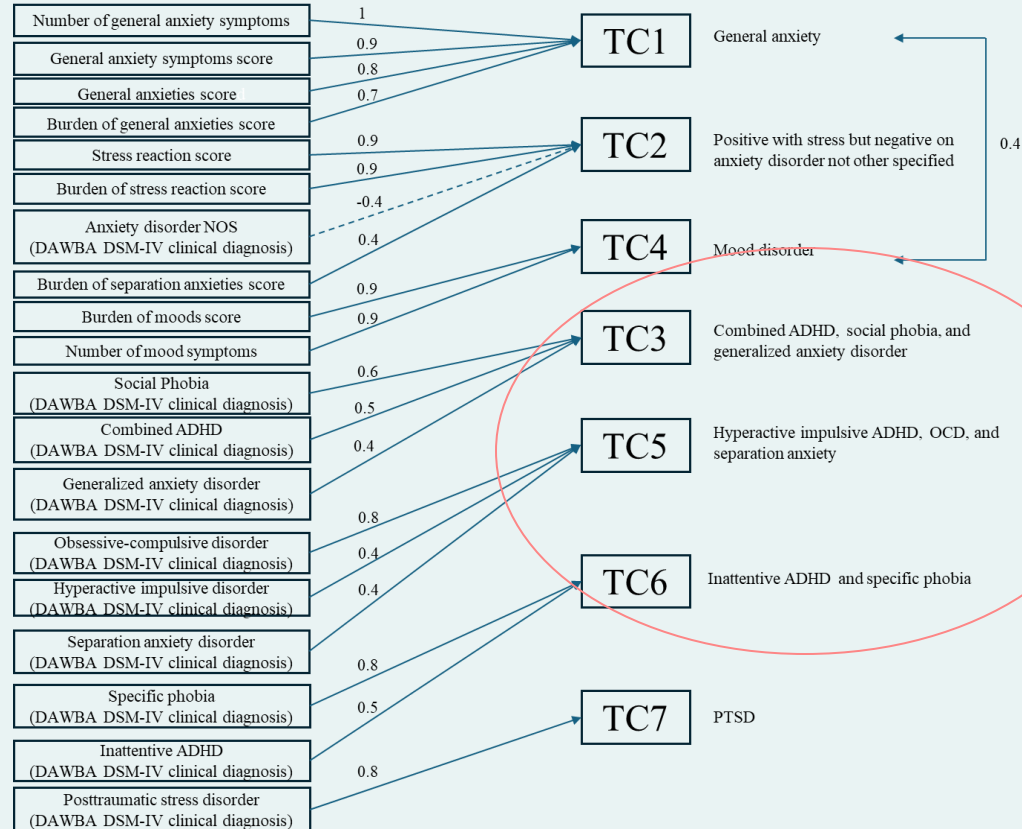 Number of general anxiety symptoms
General anxiety symptoms score
General anxieties score
Burden of general anxieties score
Stress reaction score
Burden of stress reaction score
Anxiety disorder NOS
(DAWBA DSM-IV clinical diagnosis)
Burden of separation anxieties score
Burden of moods score
Number of mood symptoms
Social Phobia
(DAWBA DSM-IV clinical diagnosis)
Combined ADHD
(DAWBA DSM-IV clinical diagnosis)
Generalized anxiety disorder
(DAWBA DSM-IV clinical diagnosis)
Obsessive-compulsive disorder
(DAWBA DSM-IV clinical diagnosis)
Hyperactive impulsive disorder
(DAWBA DSM-IV clinical diagnosis)
Separation anxiety disorder
(DAWBA DSM-IV clinical diagnosis)
Specific phobia
(DAWBA DSM-IV clinical diagnosis)
Inattentive ADHD
(DAWBA DSM-IV clinical diagnosis)
Posttraumatic stress disorder
(DAWBA DSM-IV clinical diagnosis)
1
0.9
0.8
0.7
0.9
0.9
-0.4
0.4
0.9
0.9
0.6
0.5
0.4
0.8
0.4
0.4
0.8
0.5
0.8
TC1
General anxiety
TC2
Positive with stress but negative on
anxiety disorder not other specified
0.4
TC4
Mood disorder
TC3
Combined ADHD, social phobia, and
generalized anxiety disorder
TC5
Hyperactive impulsive ADHD, OCD, and
separation anxiety
TC6
Inattentive ADHD and specific phobia
TC7
PTSD